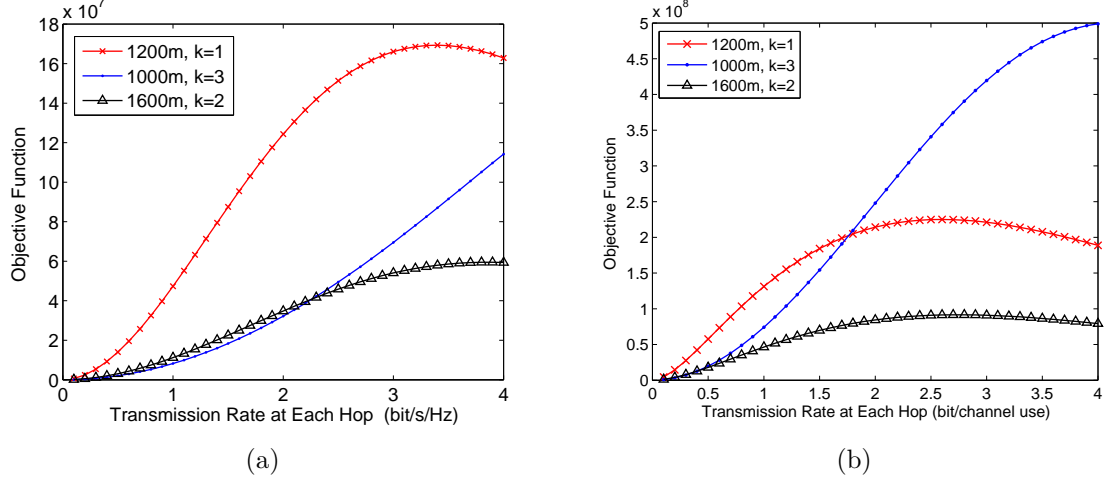 x 10^7
18
16
14
12
10
8
6
4
2
0
Objective Function
1200m, k=1
1000m, k=3
1600m, k=2
0 1 2 3 4
Transmission Rate at Each Hop (bit/s/Hz)
(a)
x 10^8
5
4.5
4
3.5
3
2.5
2
1.5
1
0.5
0
Objective Function
1200m, k=1
1000m, k=3
1600m, k=2
0 0.5 1 1.5 2 2.5 3 3.5 4
Transmission Rate at Each Hop (bit/channel use)
(b)